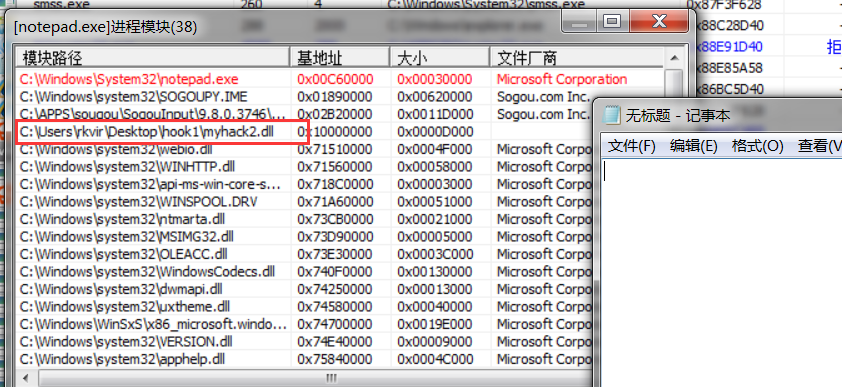 smss.exe 260 4 C:\Windows\System32\smss.exe 0x87F3F628
[notepad.exe]进程模块(38)
0x88C28D40
0x88E91D40 拒
0x88E85A58
0x86BC5D40
模块路径 基地址 大小 文件厂商
C:\Windows\System32\notepad.exe 0x00C60000 0x00030000 Microsoft Corporation
C:\Windows\system32\SOGOUPY.IME 0x01890000 0x00620000 Sogou.com Inc.
C:\APPS\sougou\SogouInput\9.8.0.3746\... 0x02B20000 0x0011D000 Sogou.com Inc.
C:\Users\rkvir\Desktop\hook1\myhack2.dll 0x10000000 0x0000D000
C:\Windows\system32\webio.dll 0x71510000 0x0004F000 Microsoft Corpo
C:\Windows\system32\WINHTTP.dll 0x71560000 0x00058000 Microsoft Corpo
C:\Windows\system32\api-ms-win-core-s... 0x718C0000 0x00003000 Microsoft Corpo
C:\Windows\system32\WINSPOOL.DRV 0x71A60000 0x00051000 Microsoft Corpo
C:\Windows\system32\ntmarta.dll 0x73CB0000 0x00021000 Microsoft Corpo
C:\Windows\system32\MSIMG32.dll 0x73D90000 0x00005000 Microsoft Corpo
C:\Windows\system32\OLEACC.dll 0x73E30000 0x0003C000 Microsoft Corpo
C:\Windows\system32\WindowsCodecs.dll 0x740F0000 0x00130000 Microsoft Corpo
C:\Windows\system32\dwmapi.dll 0x74250000 0x00013000 Microsoft Corpo
C:\Windows\system32\uxtheme.dll 0x74580000 0x00040000 Microsoft Corpo
C:\Windows\WinSxS\x86_microsoft.windo... 0x74700000 0x0019E000 Microsoft Corpo
C:\Windows\system32\VERSION.dll 0x74E40000 0x00009000 Microsoft Corpo
C:\Windows\system32\apphelp.dll 0x75840000 0x0004C000 Microsoft Corpo
无标题 - 记事本
文件(F) 编辑(E) 格式(O) 查看(V